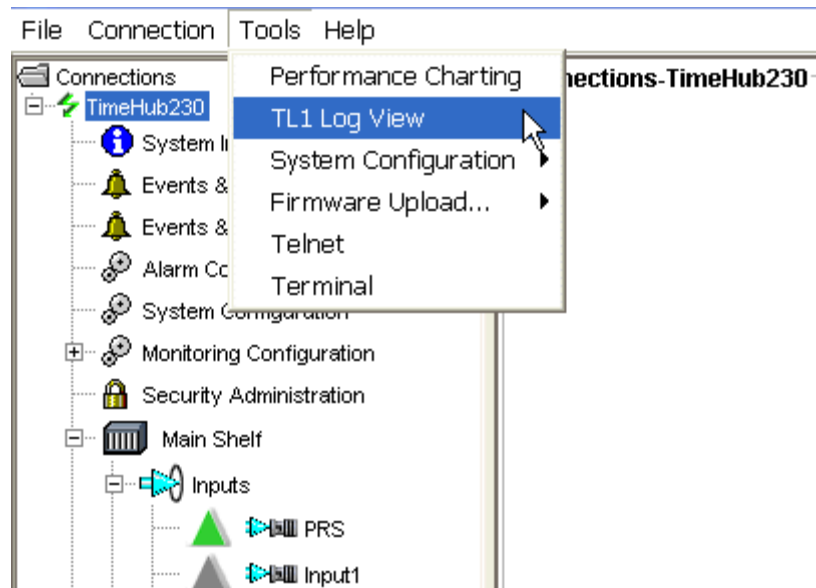 File Connection Tools Help
Connections
TimeHub230
System I
Events &
Events &
Alarm Co
System Configuration
Monitoring Configuration
Security Administration
Main Shelf
Inputs
PRS
Input1
Performance Charting
TL1 Log View
System Configuration
Firmware Upload...
Telnet
Terminal
nections-TimeHub230